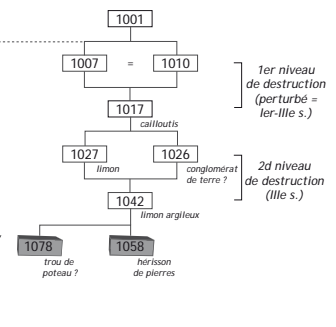 1001
1007 = 1010
1er niveau
de destruction
(perturbé =
Ier-IIIe s.)
1017
cailloutis
1027 1026
limon
conglomérat
de terre ?
2d niveau
de destruction
(IIIe s.)
1042
limon argileux
1078 1058
trou de
poteau ?
hérisson
de pierres